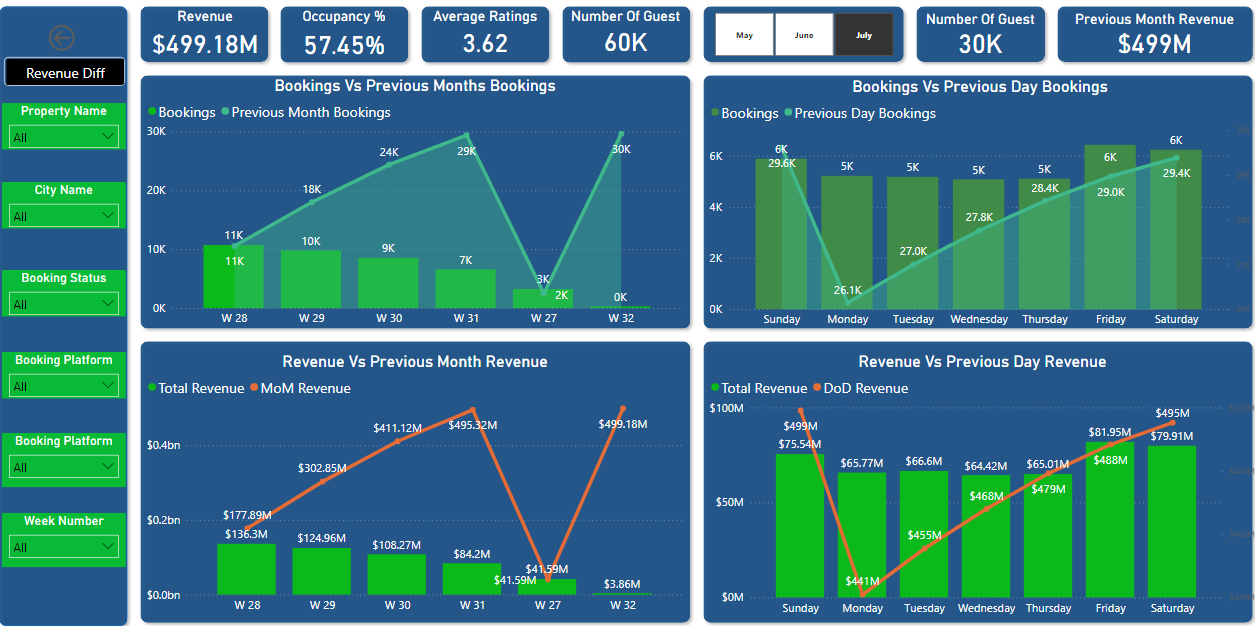 Revenue
$499.18M
Occupancy %
57.45%
Average Ratings
3.62
Number Of Guest
60K
May
June
July
Number Of Guest
30K
Previous Month Revenue
$499M
Revenue Diff
Property Name
All
City Name
All
Booking Status
All
Booking Platform
All
Booking Platform
All
Week Number
All
Bookings Vs Previous Months Bookings
Bookings Previous Month Bookings
30K
20K
10K
0K
11K
18K
24K
29K
3K
30K
11K
10K
9K
7K
2K
0K
W 28 W 29 W 30 W 31 W 27 W 32
Bookings Vs Previous Day Bookings
Bookings Previous Day Bookings
6K
4K
2K
0K
6K
5K
5K
5K
5K
6K
6K
29.6K
26.1K
27.0K
27.8K
28.4K
29.0K
29.4K
Sunday Monday Tuesday Wednesday Thursday Friday Saturday
Revenue Vs Previous Month Revenue
Total Revenue MoM Revenue
$0.4bn
$0.2bn
$0.0bn
$177.89M
$302.85M
$411.12M
$495.32M
$41.59M
$499.18M
$136.3M
$124.96M
$108.27M
$84.2M
$41.59M
$3.86M
W 28 W 29 W 30 W 31 W 27 W 32
Revenue Vs Previous Day Revenue
Total Revenue DoD Revenue
$100M
$50M
$0M
$499M
$441M
$455M
$468M
$479M
$488M
$495M
$75.54M
$65.77M
$66.6M
$64.42M
$65.01M
$81.95M
$79.91M
Sunday Monday Tuesday Wednesday Thursday Friday Saturday